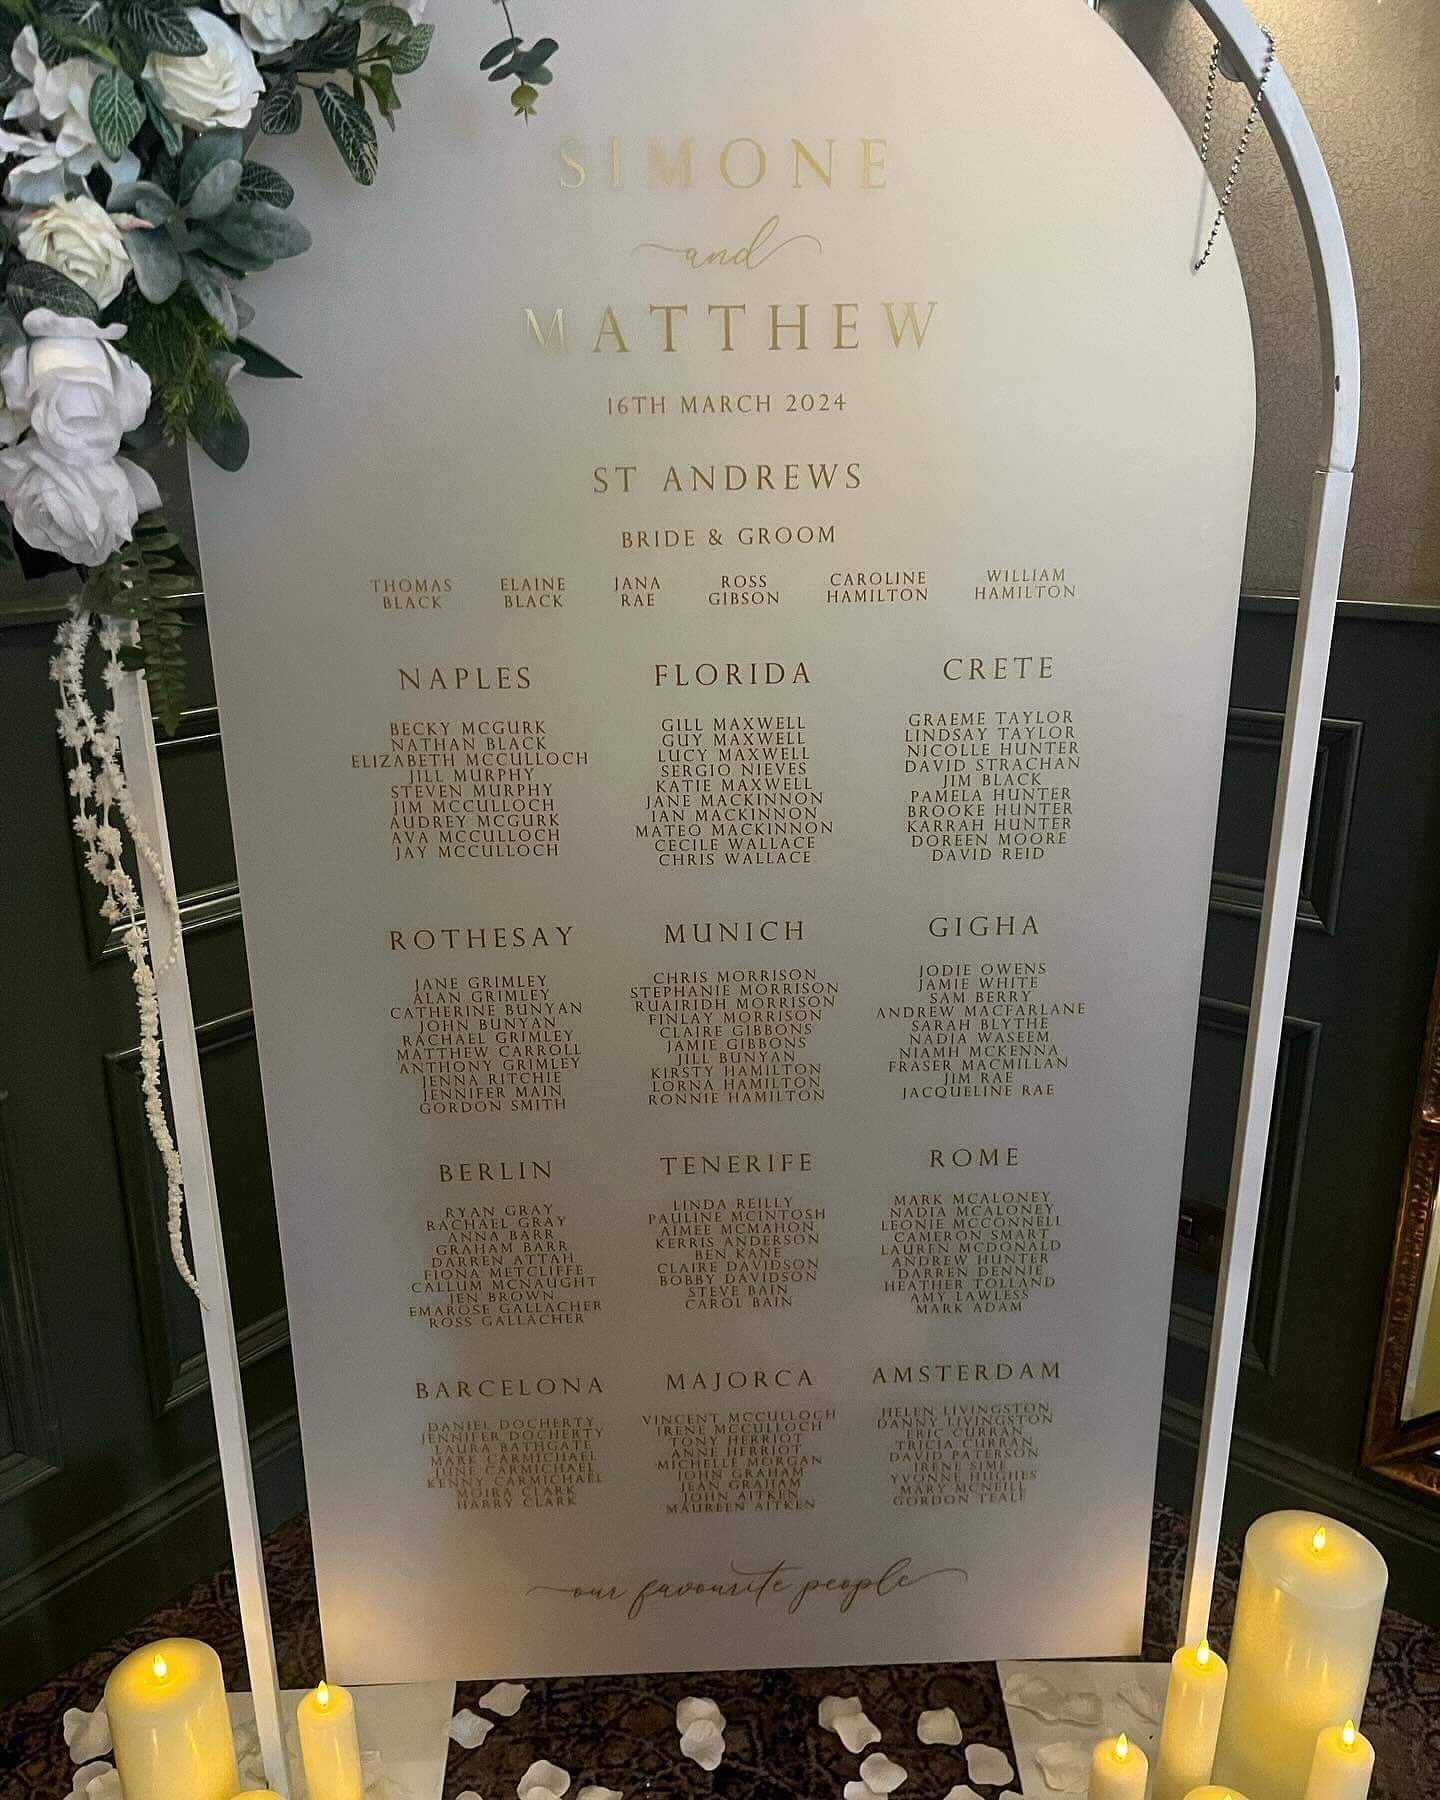 SIMONE
and
MATTHEW
16TH MARCH 2024
ST ANDREWS
BRIDE & GROOM
THOMAS BLACK
ELAINE BLACK
JANA RAE
ROSS GIBSON
CAROLINE HAMILTON
WILLIAM HAMILTON
NAPLES
BECKY MCGURK
NATHAN BLACK
ELIZABETH MCCULLOCH
JILL MURPHY
STEVEN MURPHY
JIM MCCULLOCH
AUDREY MCGURK
AVA MCCULLOCH
JAY MCCULLOCH
FLORIDA
GILL MAXWELL
GUY MAXWELL
LUCY MAXWELL
SERGIO NIEVES
KATIE MAXWELL
JANE MACKINNON
IAN MACKINNON
MATEO MACKINNON
CECILE WALLACE
CHRIS WALLACE
CRETE
GRAEME TAYLOR
LINDSAY TAYLOR
NICOLLE HUNTER
DAVID STRACHAN
JIM BLACK
PAMELA HUNTER
BROOKE HUNTER
KARRAH HUNTER
DOREEN MOORE
DAVID REID
ROTHESAY
JANE GRIMLEY
ALAN GRIMLEY
CATHERINE BUNYAN
JOHN BUNYAN
RACHAEL GRIMLEY
MATTHEW CARROLL
ANTHONY GRIMLEY
JENNA RITCHIE
JENNIFER MAIN
GORDON SMITH
MUNICH
CHRIS MORRISON
STEPHANIE MORRISON
RUAIRIDH MORRISON
FINLAY MORRISON
CLAIRE GIBBONS
JAMIE GIBBONS
JILL BUNYAN
KIRSTY HAMILTON
LORNA HAMILTON
RONNIE HAMILTON
GIGHA
JODIE OWENS
JAMIE WHITE
SAM BERRY
ANDREW MACFARLANE
SARAH BLYTHE
NADIA WASEEM
NIAMH MCKENNA
FRASER MACMILLAN
JIM RAE
JACQUELINE RAE
BERLIN
RYAN GRAY
RACHAEL GRAY
ANNA BARR
GRAHAM BARR
DARREN ATTAH
FIONA METCLIFFE
CALLUM MCNAUGHT
JEN BROWN
EMAROSE GALLACHER
ROSS GALLACHER
TENERIFE
LINDA REILLY
PAULINE MCINTOSH
AIMEE MCMAHON
KERRIS ANDERSON
BEN KANE
CLAIRE DAVIDSON
BOBBY DAVIDSON
STEVE BAIN
CAROL BAIN
ROME
MARK MCALONEY
NADIA MCALONEY
LEONIE MCCONNELL
CAMERON SMART
LAUREN MCDONALD
ANDREW HUNTER
DARREN DENNIE
HEATHER TOLLAND
AMY LAWLESS
MARK ADAM
BARCELONA
DANIEL DOCHERTY
JENNIFER DOCHERTY
LAURA BATHGATE
MARK CARMICHAEL
JUNE CARMICHAEL
KENNY CARMICHAEL
MOIRA CLARK
HARRY CLARK
MAJORCA
VINCENT MCCULLOCH
IRENE MCCULLOCH
TONY HERRIOT
ANNE HERRIOT
MICHELLE MORGAN
JOHN GRAHAM
JEAN GRAHAM
JOHN AITKEN
MAUREEN AITKEN
AMSTERDAM
HELEN LIVINGSTON
DANNY LIVINGSTON
ERIC CURRAN
TRICIA CURRAN
DAVID PATERSON
IRENE SIME
YVONNE HUGHES
MARY MCNEILL
GORDON TEALE
our favourite people